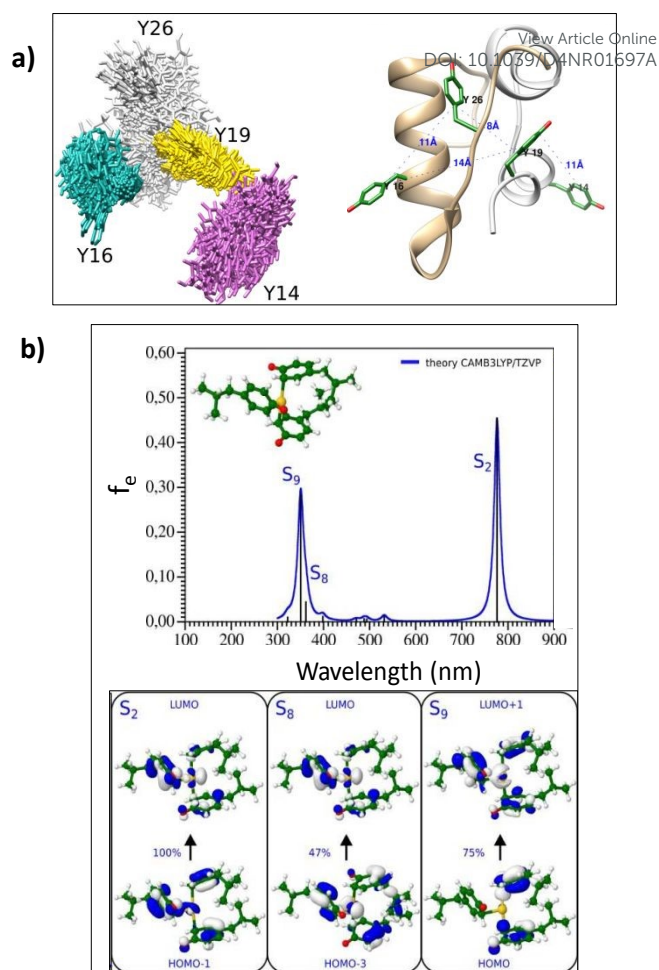 View Article Online
DOI: 10.1039/D4NR01697A
a)
Y26
Y19
Y16
Y14
Y 26
8Å
11Å
Y 19
14Å
11Å
Y 16
Y 14
b)
0,60
theory CAMB3LYP/TZVP
0,50
S2
0,40
fe
S9
0,30
0,20
S8
0,10
0,00
100 200 300 400 500 600 700 800 900
Wavelength (nm)
S2 LUMO
S8 LUMO
S9 LUMO+1
100%
47%
75%
HOMO-1
HOMO-3
HOMO